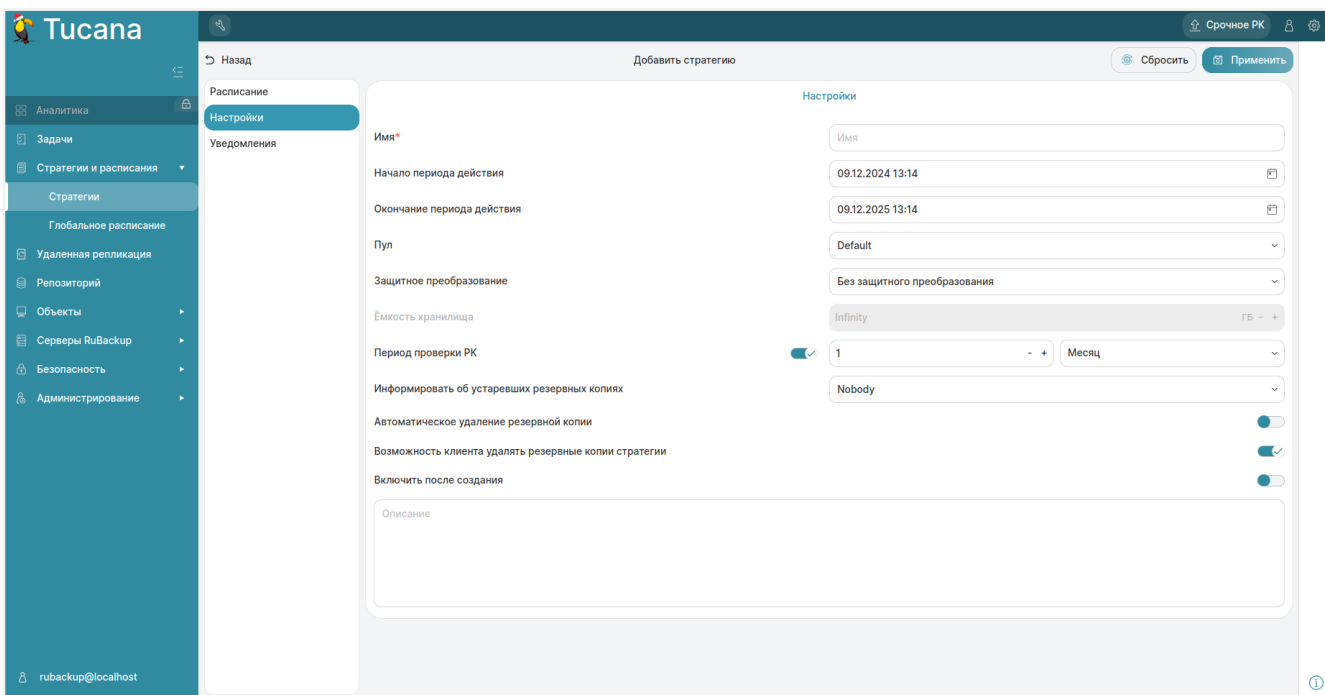 Tucana
Срочное РК
Назад
Добавить стратегию
Сбросить
Применить
Аналитика
Задачи
Стратегии и расписания
Стратегии
Глобальное расписание
Удаленная репликация
Репозиторий
Объекты
Серверы RuBackup
Безопасность
Администрирование
rubackup@localhost
Расписание
Настройки
Уведомления
Настройки
Имя*
Имя
Начало периода действия
09.12.2024 13:14
Окончание периода действия
09.12.2025 13:14
Пул
Default
Защитное преобразование
Без защитного преобразования
Ёмкость хранилища
Infinity
ГБ - +
Период проверки РК
1 - +
Месяц
Информировать об устаревших резервных копиях
Nobody
Автоматическое удаление резервной копии
Возможность клиента удалять резервные копии стратегии
Включить после создания
Описание